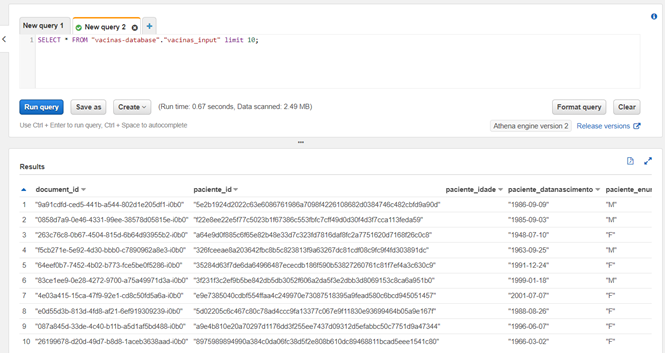 New query 1 New query 2 +
1 SELECT * FROM "vacinas-database"."vacinas_input" limit 10;
Run query Save as Create (Run time: 0.67 seconds, Data scanned: 2.49 MB) Format query Clear
Use Ctrl + Enter to run query, Ctrl + Space to autocomplete Athena engine version 2 Release versions
Results
document_id paciente_id paciente_idade paciente_datanascimento paciente_enu
1 "9a91cdfd-ced5-441b-a544-802d1e205df1-i0b0" "5e2b1924d2022c63e6086761986a7098f4226108682d0384746c482cbfd9a90d" "1986-09-09" "M"
2 "0858d7a9-0e46-4331-99ee-38578d05815e-i0b0" "f22e8ee22e5f77c5023b1f67386c553fbfc7cff49d0d30f4d3f7cca113feda59" "1985-09-03" "M"
3 "263c76c8-0b67-4504-815d-6b64d93955b2-i0b0" "a64e9d0f885c6f65e82b48e33d7c323fd7816daf8fc2a7751620d7168f26c0c8" "1948-07-10" "F"
4 "f5cb271e-5e92-4d30-bbb0-c7890962a8e3-i0b0" "326fceeae8a203642fbc8b5c823813f9a63267dc81cdf08c9fc9f4fd303891dc" "1963-09-25" "M"
5 "64eef0b7-7452-4b02-b773-fce5be0f5286-i0b0" "35284d63f7de6da64966487ececdb186f590b53827260761c81f7ef4a3c630c9" "1991-12-24" "F"
6 "83ce1ee9-0e28-4272-9700-a75a49971d3a-i0b0" "3f231f3c2ef9b5be842db5db3052f606a2da5f3e2dbb3d8069153c8ca6a951b0" "1999-01-18" "M"
7 "4e03a415-15ca-47f9-92e1-cd8c50fd5a6a-i0b0" "e9e7385040cdbf554ffaa4c249970e73087518395a9fead580c6bcd945051457" "2001-07-07" "F"
8 "e0d55d3b-813d-4fd8-af21-6ef919309239-i0b0" "5d02205c6c467c80c78ad4ccc9fa13377c067e9f11830e93699464b05a9e167f" "1988-08-26" "F"
9 "087a845d-33de-4c40-b11b-a5d1af5bd488-i0b0" "a9e4b810e20a70297d1176dd3f255ee7437d09312d5efabbc50c7751d9a47344" "1996-06-07" "F"
10 "26199678-d20d-49d7-b8d8-1aceb3638aad-i0b0" "8975989894990a384c0da06fc38d5f2e808b610dc89468811bcad5eee1541c80" "1966-03-02" "F"